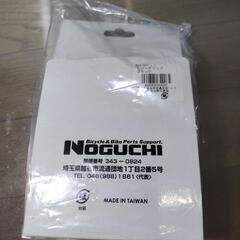 Bicycle & Bike Parts Support.
NOGUCHI
郵便番号 343-0824
埼玉県越谷市流通団地1丁目2番5号
TEL 048(988)1861(代表)
MADE IN TAIWAN